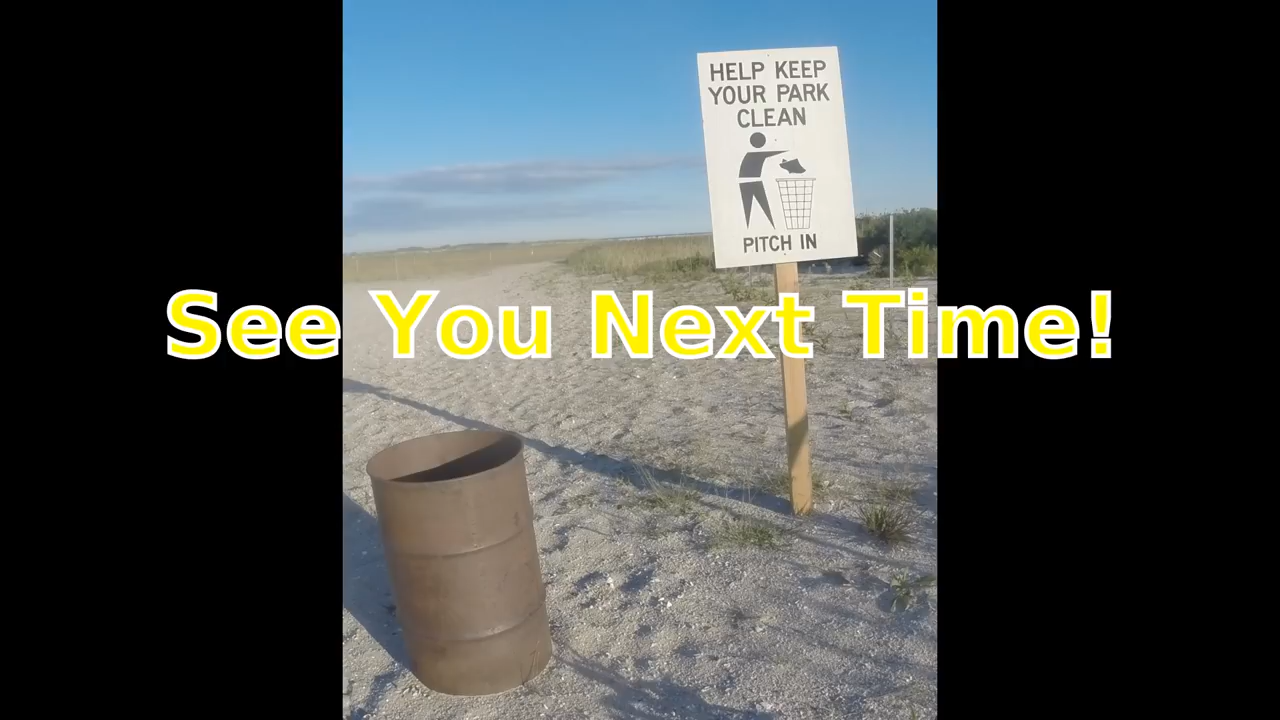 HELP KEEP
YOUR PARK
CLEAN
PITCH IN
See You Next Time!